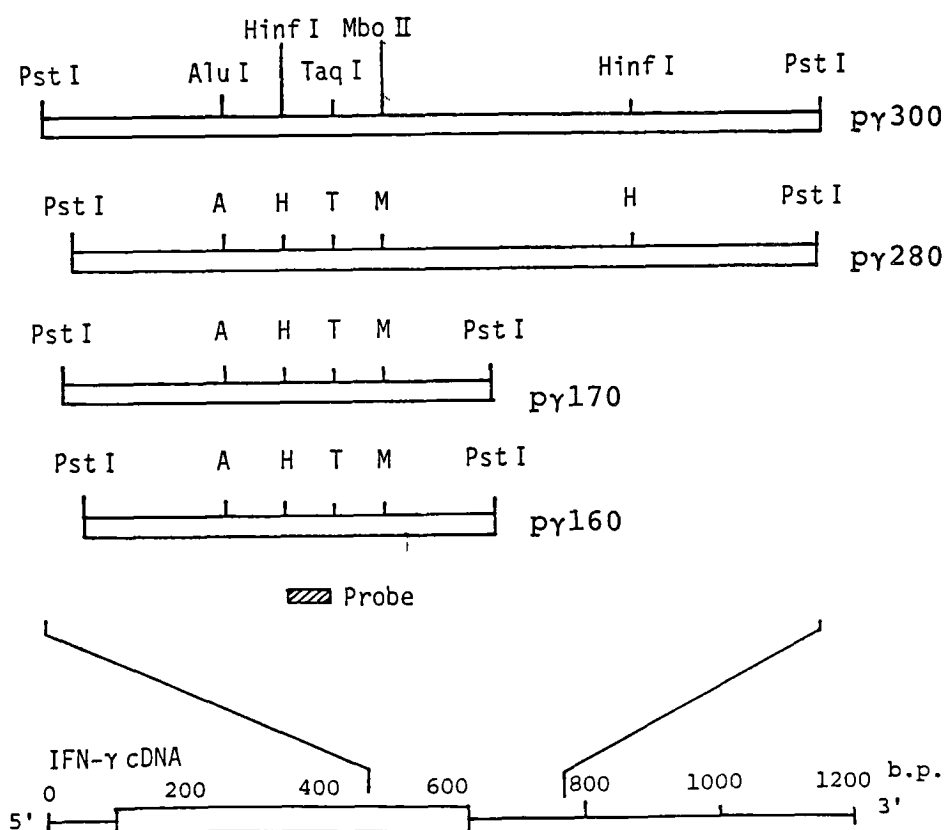 Hinf I Mbo II
Pst I Alu I Taq I Hinf I Pst I
pγ300
Pst I A H T M H Pst I
pγ280
Pst I A H T M Pst I
pγ170
Pst I A H T M Pst I
pγ160
Probe
IFN-γ cDNA
0 200 400 600 800 1000 1200 b.p.
5' 3'